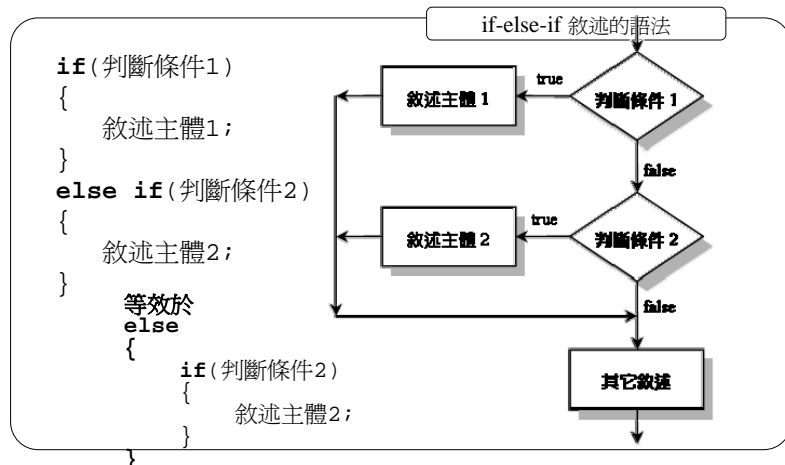 if-else-if 敘述的語法
if(判斷條件1)
{
敘述主體1;
}
else if(判斷條件2)
{
敘述主體2;
}
等效於
else
{
if(判斷條件2)
{
敘述主體2;
}
}
敘述主體 1
true
判斷條件 1
false
敘述主體 2
true
判斷條件 2
false
其它敘述